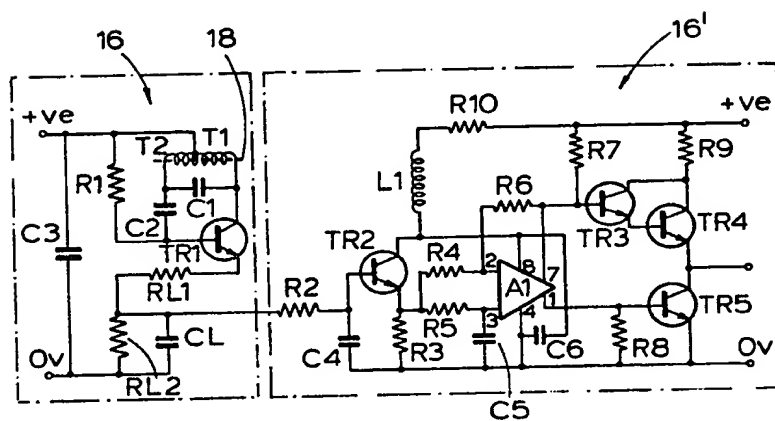 16
18
16'
+ve
T2
T1
R1
C1
C2
C3
TR1
RL1
CL
0v
RL2
R10
+ve
R7
R9
L1
R6
TR3
TR4
TR2
R4
2
8
7
A1
1
R2
R5
3
4
TR5
C4
R3
C6
R8
0v
C5